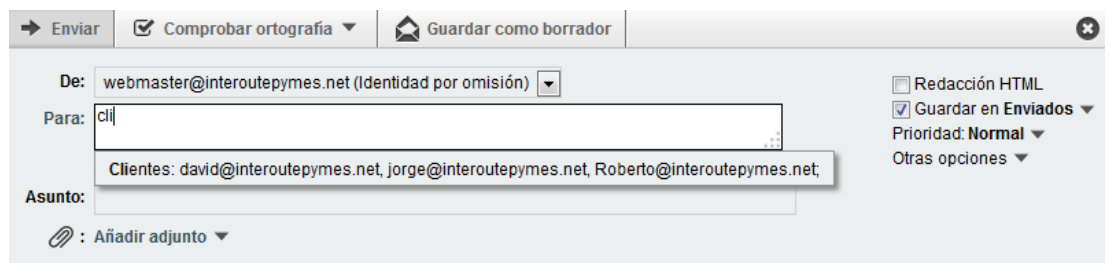 Enviar Comprobar ortografía Guardar como borrador
De: webmaster@interoutepymes.net (Identidad por omisión)
Redacción HTML
Para: cli
Guardar en Enviados
Prioridad: Normal
Otras opciones
Clientes: david@interoutepymes.net, jorge@interoutepymes.net, Roberto@interoutepymes.net;
Asunto:
: Añadir adjunto